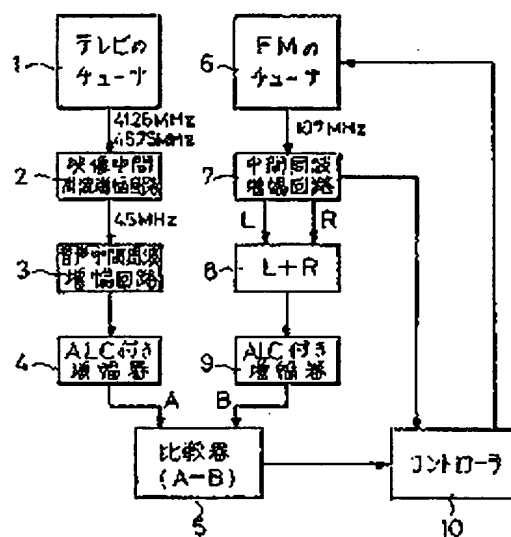 テレビの
チューナ
1
41.25MHz
45.75MHz
映像中間
周波増幅回路
2
4.5MHz
音声中間周波
増幅回路
3
ALC付き
増幅器
4
A
FMの
チューナ
6
10.7MHz
中間周波
増幅回路
7
L
R
L+R
8
ALC付き
増幅器
9
B
比較器
(A-B)
5
コントローラ
10